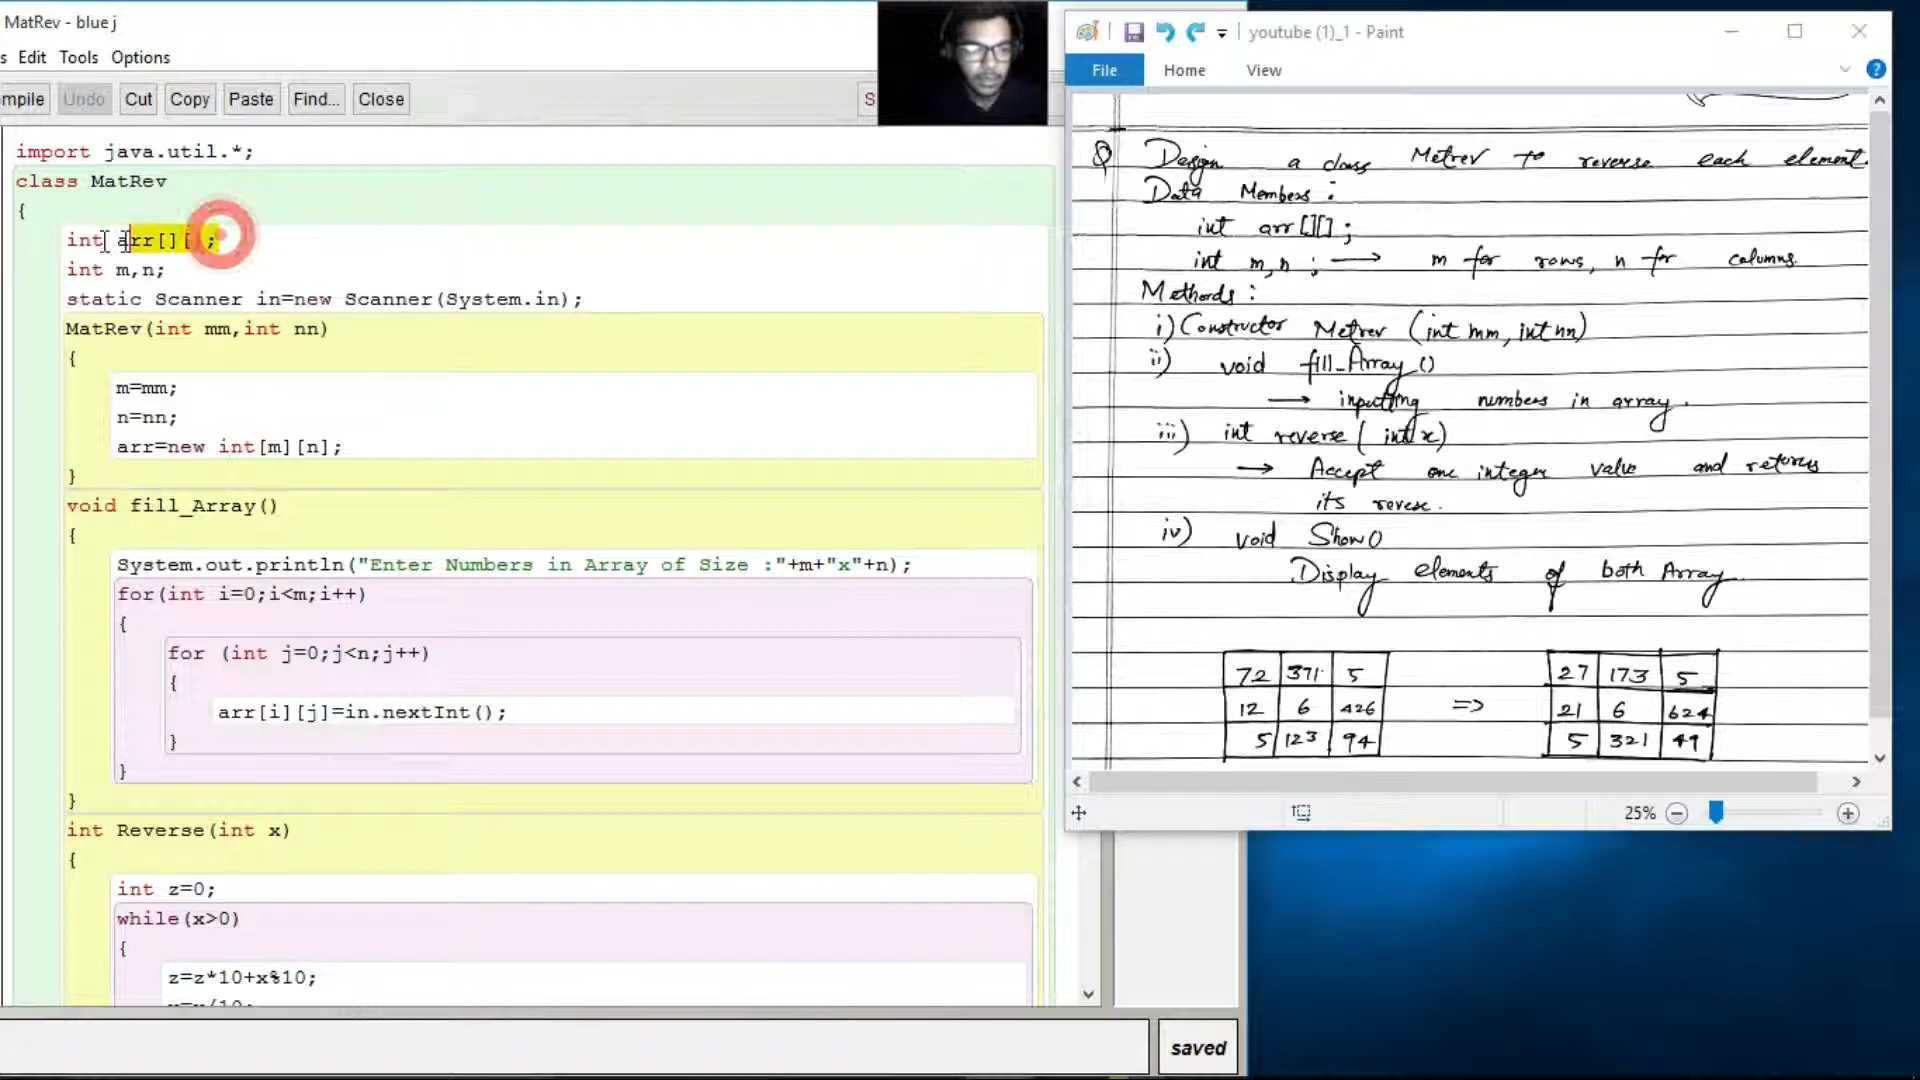 MatRev - blue j
s Edit Tools Options
mpile Undo Cut Copy Paste Find... Close S
import java.util.*;
class MatRev
{
int arr[][];
int m,n;
static Scanner in=new Scanner(System.in);
MatRev(int mm,int nn)
{
m=mm;
n=nn;
arr=new int[m][n];
}
void fill_Array()
{
System.out.println("Enter Numbers in Array of Size :"+m+"x"+n);
for(int i=0;i<m;i++)
{
for (int j=0;j<n;j++)
{
arr[i][j]=in.nextInt();
}
}
}
int Reverse(int x)
{
int z=0;
while(x>0)
{
z=z*10+x%10;
x=x/10;
saved
youtube (1)_1 - Paint
File Home View
Q Design a class Metrev to reverse each element
Data Members :
int arr[][];
int m,n ; → m for rows, n for columns.
Methods :
i) Constructor Metrev (int mm, int nn)
ii) void fill_Array()
→ inputting numbers in array.
iii) int reverse( int x)
→ Accept one integer value and returns
its revese.
iv) void Show()
Display elements of both Array.
72 371 5 27 173 5
12 6 426 => 21 6 624
5 123 94 5 321 49
25%